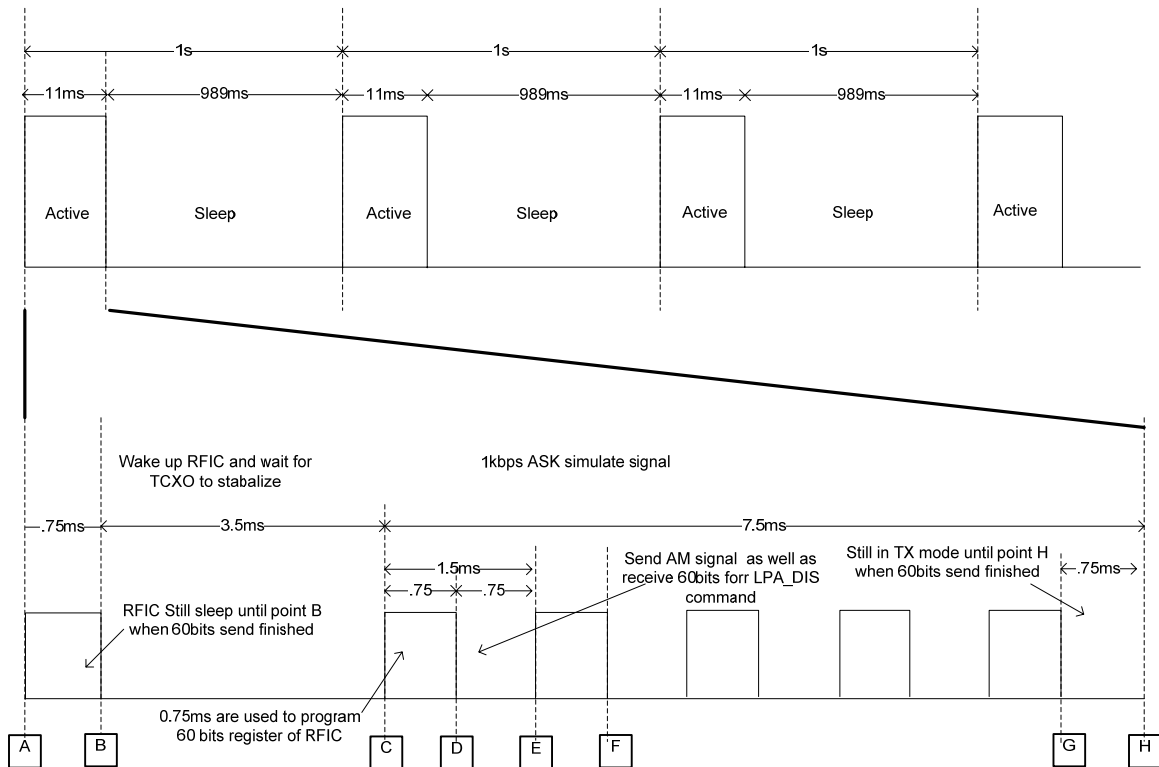 1s 1s 1s
11ms 989ms 11ms 989ms 11ms 989ms
Active Sleep Active Sleep Active Sleep Active
Wake up RFIC and wait for
TCXO to stabalize
1kbps ASK simulate signal
.75ms 3.5ms 7.5ms
1.5ms
.75 .75
Send AM signal as well as
receive 60bits forr LPA_DIS
command
Still in TX mode until point H
when 60bits send finished
.75ms
RFIC Still sleep until point B
when 60bits send finished
0.75ms are used to program
60 bits register of RFIC
A B C D E F G H